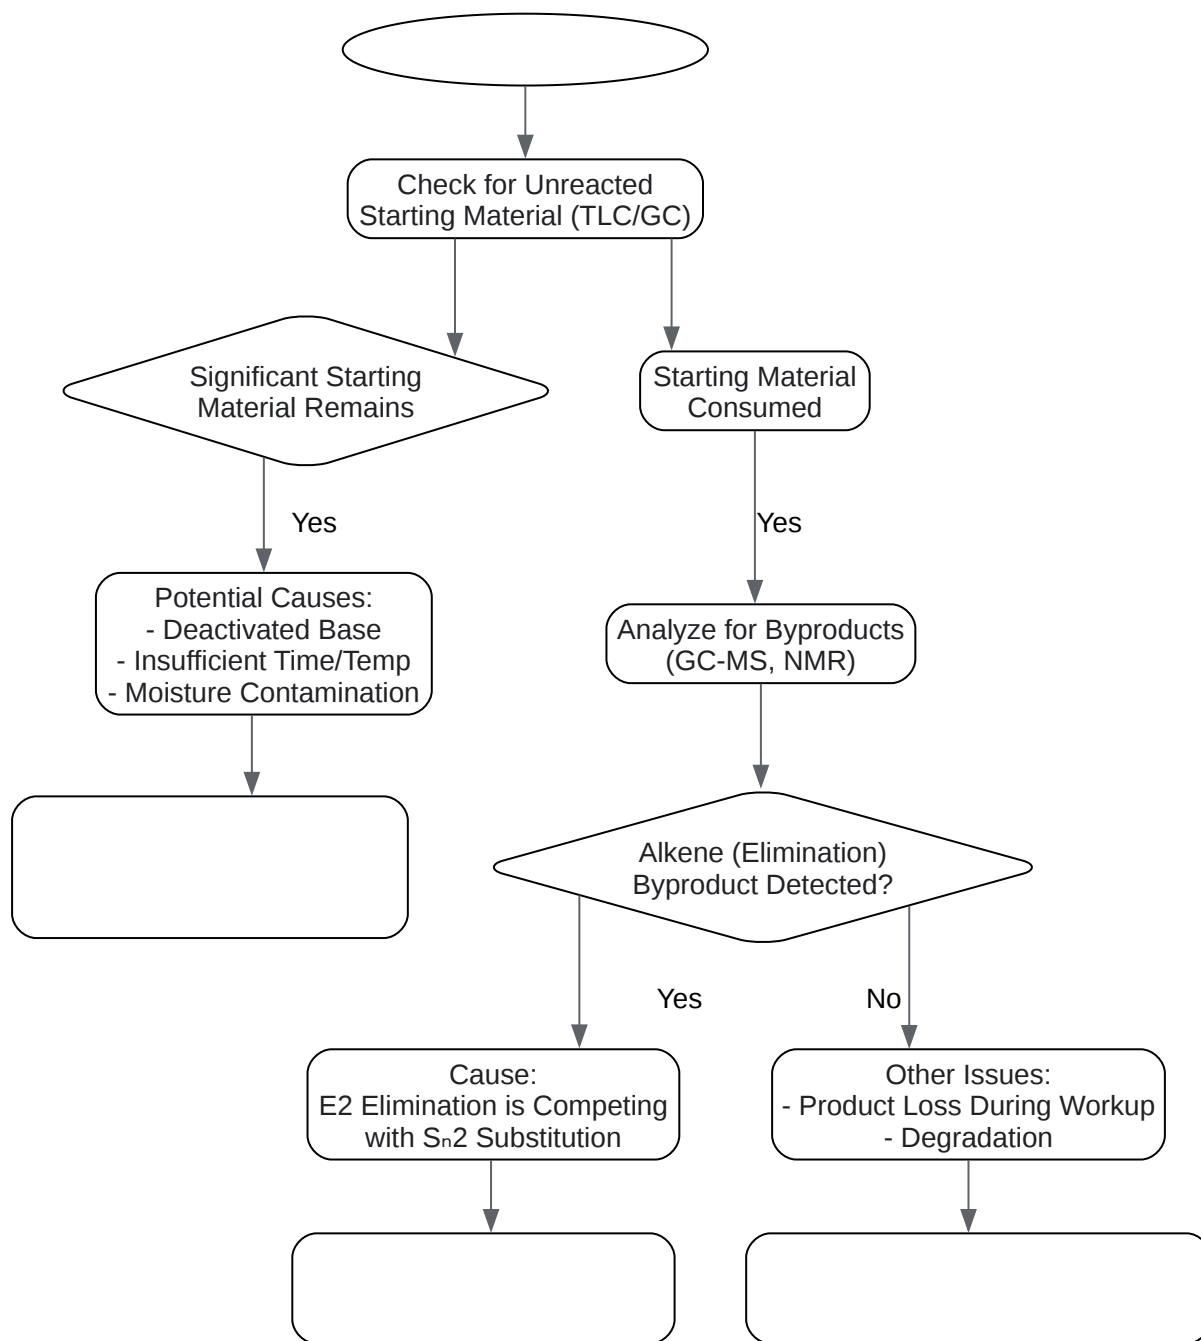 Check for Unreacted
Starting Material (TLC/GC)
Significant Starting
Material Remains
Starting Material
Consumed
Yes
Yes
Potential Causes:
- Deactivated Base
- Insufficient Time/Temp
- Moisture Contamination
Analyze for Byproducts
(GC-MS, NMR)
Alkene (Elimination)
Byproduct Detected?
Yes
No
Cause:
E2 Elimination is Competing
with Sₙ2 Substitution
Other Issues:
- Product Loss During Workup
- Degradation